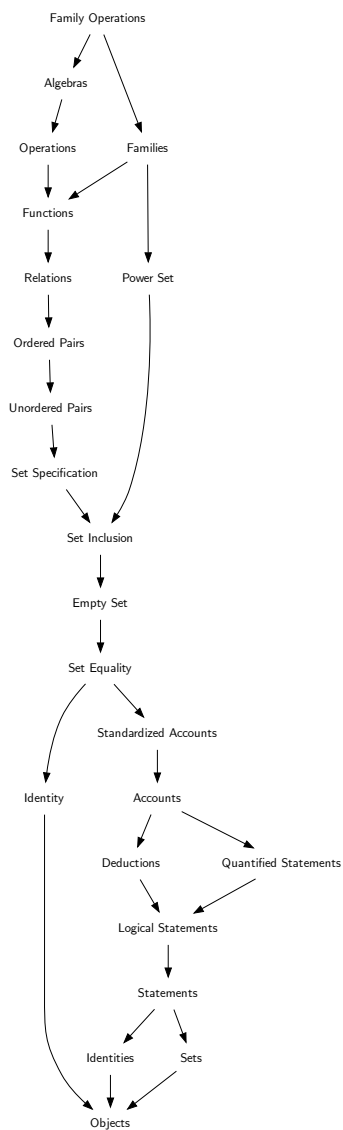 Family Operations
Algebras
Operations
Families
Functions
Relations
Power Set
Ordered Pairs
Unordered Pairs
Set Specification
Set Inclusion
Empty Set
Set Equality
Standardized Accounts
Identity
Accounts
Deductions
Quantified Statements
Logical Statements
Statements
Identities
Sets
Objects